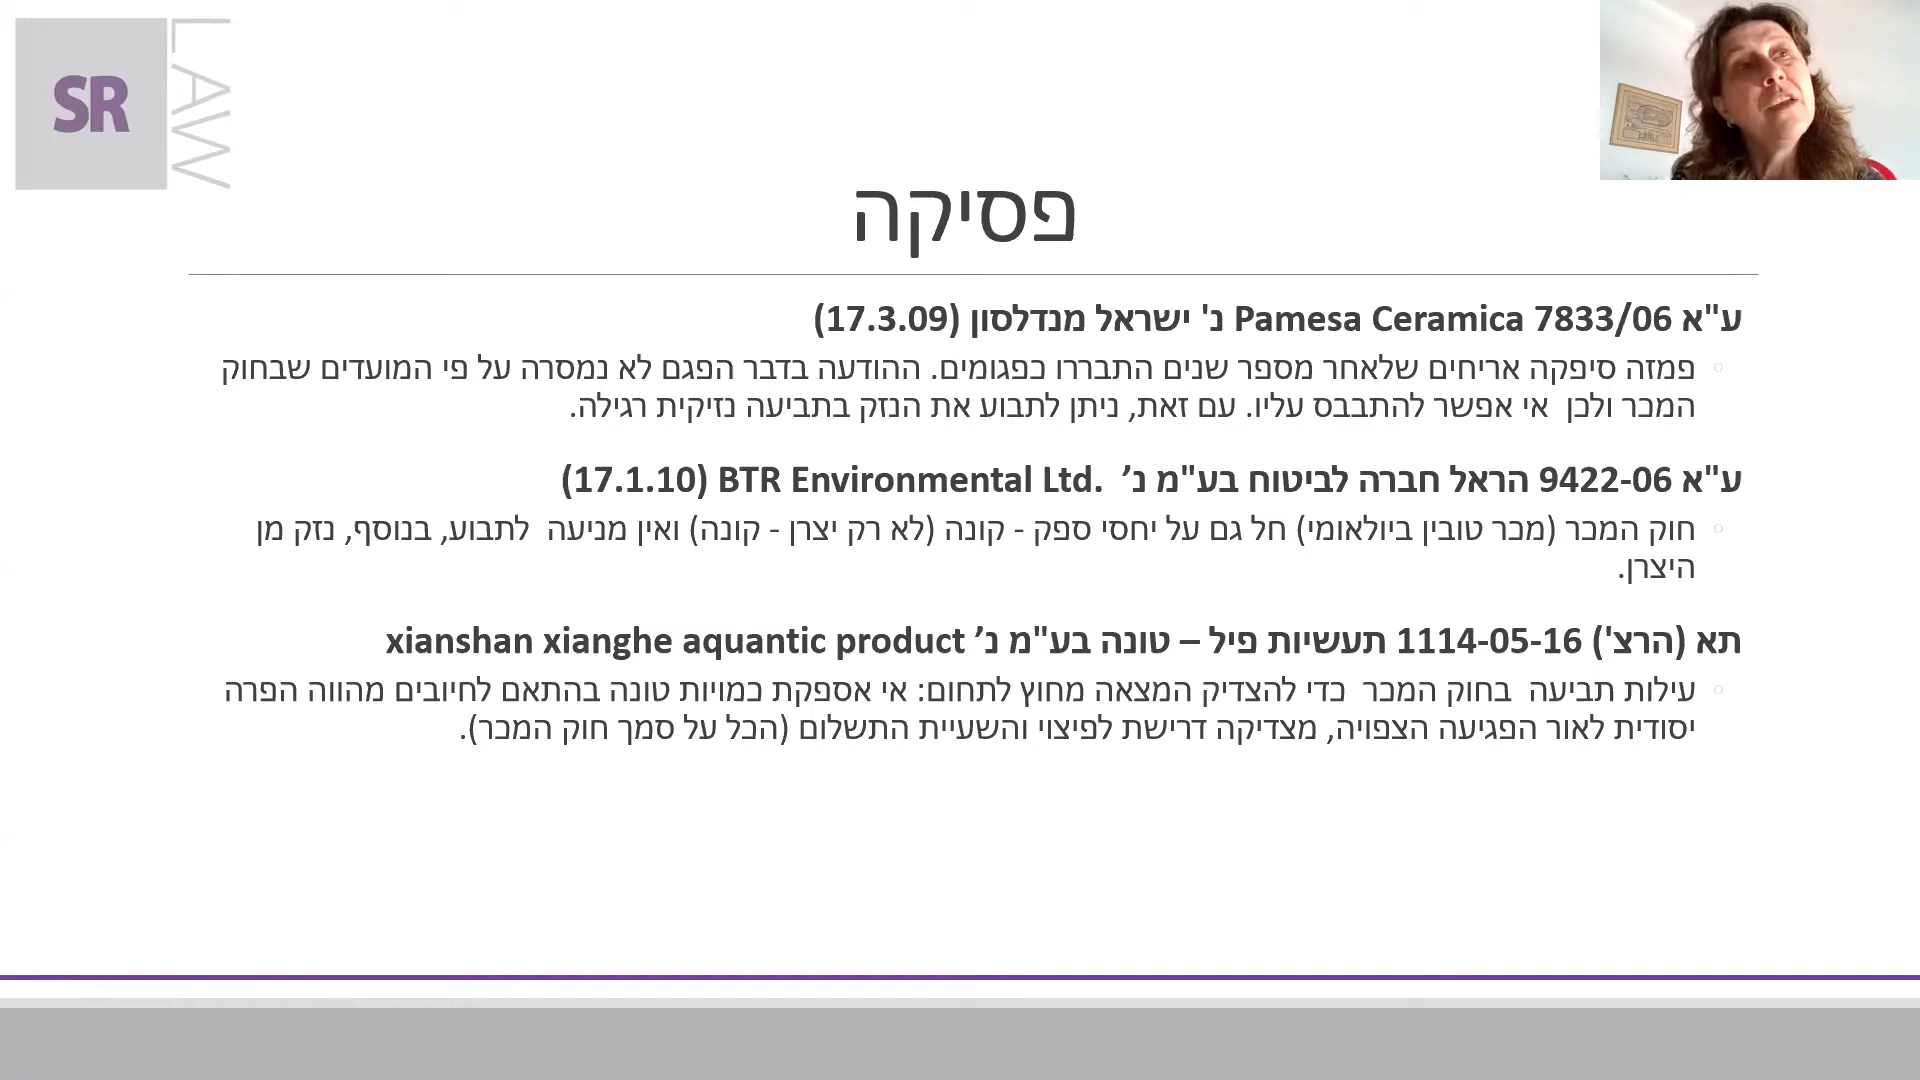 SR
LAW
פסיקה
ע"א 7833/06 Pamesa Ceramica נ' ישראל מנדלסון (17.3.09)
פמזה סיפקה אריחים שלאחר מספר שנים התבררו כפגומים. ההודעה בדבר הפגם לא נמסרה על פי המועדים שבחוק
המכר ולכן  אי אפשר להתבבס עליו. עם זאת, ניתן לתבוע את הנזק בתביעה נזיקית רגילה.
ע"א 9422-06 הראל חברה לביטוח בע"מ נ’  BTR Environmental Ltd. (17.1.10)
חוק המכר (מכר טובין ביולאומי) חל גם על יחסי ספק - קונה (לא רק יצרן - קונה) ואין מניעה  לתבוע, בנוסף, נזק מן
היצרן.
תא (הרצ') 1114-05-16 תעשיות פיל – טונה בע"מ נ’ xianshan xianghe aquantic product
עילות תביעה  בחוק המכר  כדי להצדיק המצאה מחוץ לתחום: אי אספקת כמויות טונה בהתאם לחיובים מהווה הפרה
יסודית לאור הפגיעה הצפויה, מצדיקה דרישת לפיצוי והשעיית התשלום (הכל על סמך חוק המכר).